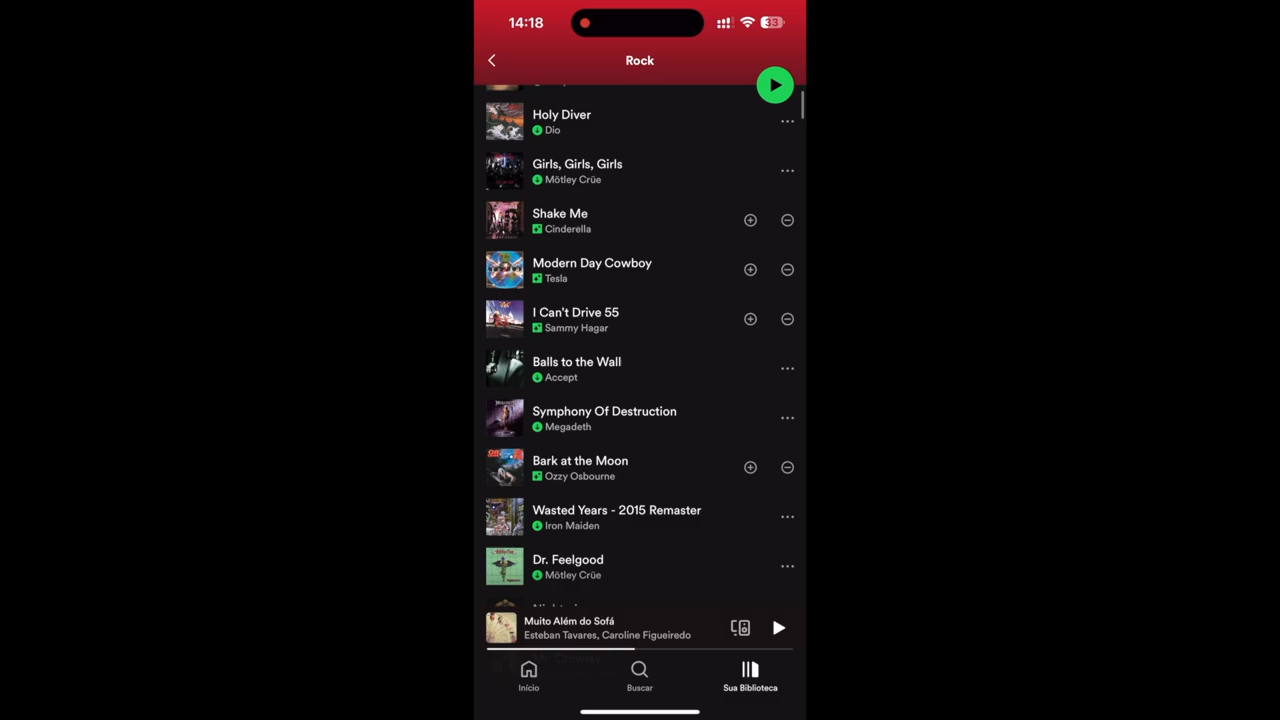 14:18
33
Rock
Holy Diver
Dio
Girls, Girls, Girls
Mötley Crüe
Shake Me
Cinderella
Modern Day Cowboy
Tesla
I Can't Drive 55
Sammy Hagar
Balls to the Wall
Accept
Symphony Of Destruction
Megadeth
Bark at the Moon
Ozzy Osbourne
Wasted Years - 2015 Remaster
Iron Maiden
Dr. Feelgood
Mötley Crüe
Muito Além do Sofá
Esteban Tavares, Caroline Figueiredo
Início
Buscar
Sua Biblioteca